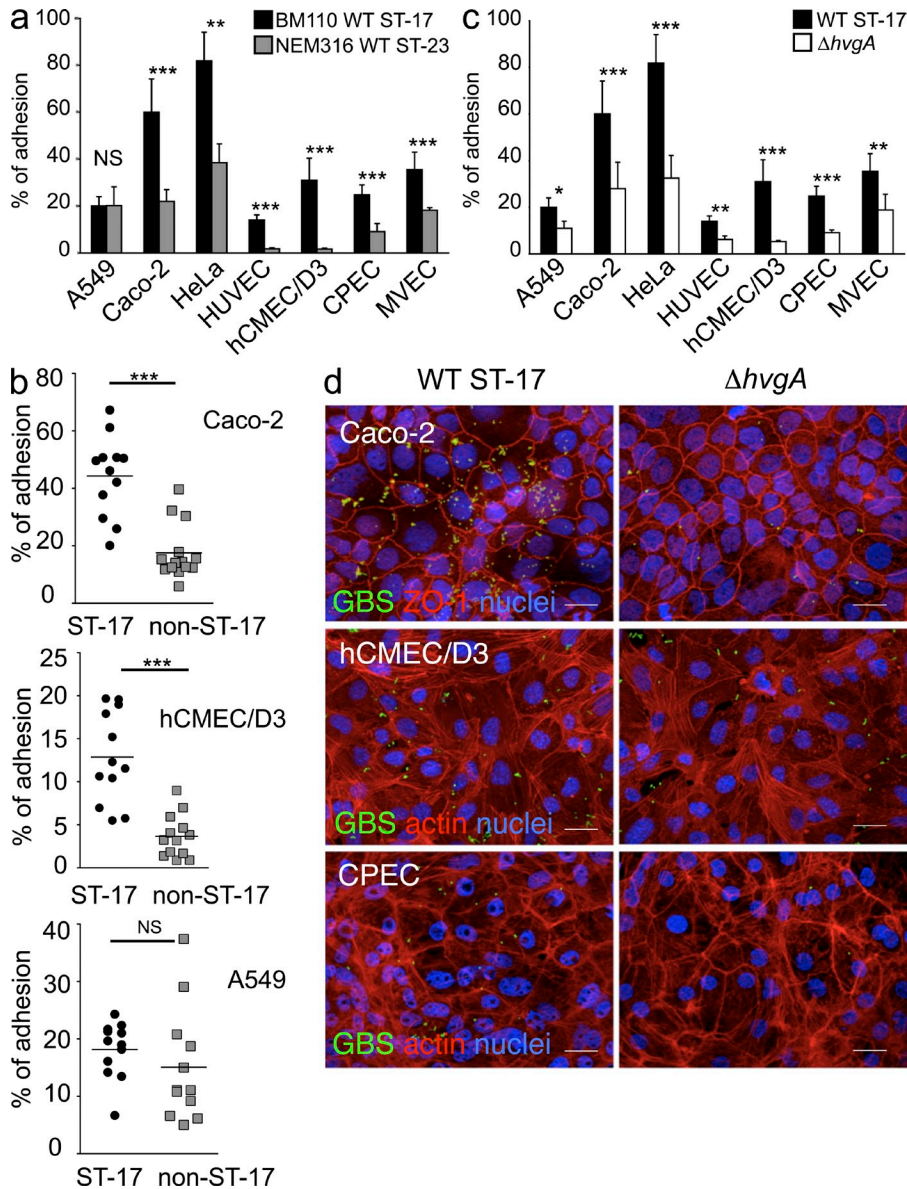 a
% of adhesion
100
80
60
40
20
0
BM110 WT ST-17
NEM316 WT ST-23
NS
***
**
***
***
***
***
A549
Caco-2
HeLa
HUVEC
hCMEC/D3
CPEC
MVEC
c
% of adhesion
100
80
60
40
20
0
WT ST-17
ΔhvgA
*
***
***
**
***
***
**
A549
Caco-2
HeLa
HUVEC
hCMEC/D3
CPEC
MVEC
b
% of adhesion
80
60
40
20
0
***
Caco-2
ST-17 non-ST-17
% of adhesion
25
20
15
10
5
0
***
hCMEC/D3
ST-17 non-ST-17
% of adhesion
40
30
20
10
0
NS
A549
ST-17 non-ST-17
d
WT ST-17
ΔhvgA
Caco-2
GBS ZO-1 nuclei
hCMEC/D3
GBS actin nuclei
CPEC
GBS actin nuclei